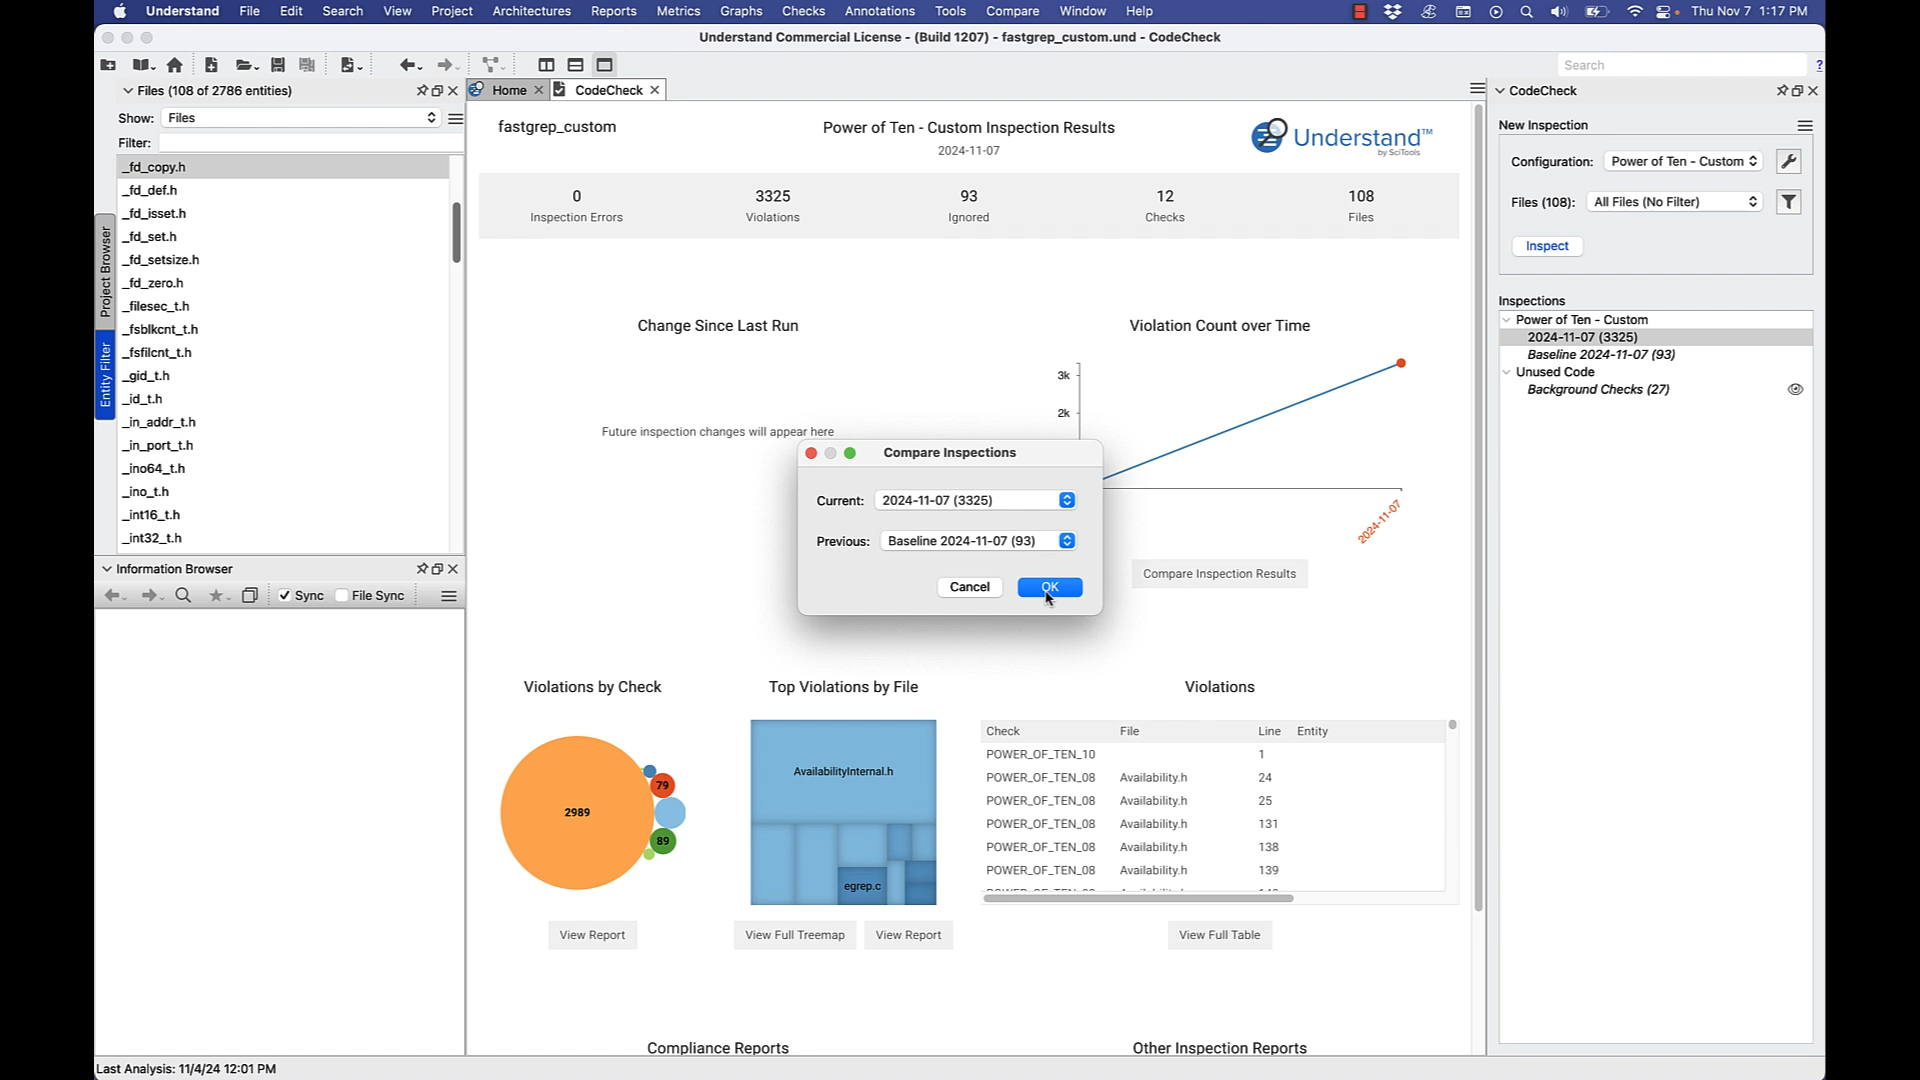 Understand File Edit Search View Project Architectures Reports Metrics Graphs Checks Annotations Tools Compare Window Help Thu Nov 7 1:17 PM
Understand Commercial License - (Build 1207) - fastgrep_custom.und - CodeCheck
Search ?
Files (108 of 2786 entities)
Show: Files
Filter:
_fd_copy.h
_fd_def.h
_fd_isset.h
_fd_set.h
_fd_setsize.h
_fd_zero.h
_filesec_t.h
_fsblkcnt_t.h
_fsfilcnt_t.h
_gid_t.h
_id_t.h
_in_addr_t.h
_in_port_t.h
_ino64_t.h
_ino_t.h
_int16_t.h
_int32_t.h
Project Browser
Entity Filter
Information Browser
Sync File Sync
Home CodeCheck
fastgrep_custom
Power of Ten - Custom Inspection Results
2024-11-07
Understand™
by SciTools
0 3325 93 12 108
Inspection Errors Violations Ignored Checks Files
Change Since Last Run
Future inspection changes will appear here
Violation Count over Time
3k
2k
2024-11-07
Compare Inspection Results
Compare Inspections
Current: 2024-11-07 (3325)
Previous: Baseline 2024-11-07 (93)
Cancel OK
Violations by Check
2989
79
89
View Report
Top Violations by File
AvailabilityInternal.h
egrep.c
View Full Treemap View Report
Violations
Check File Line Entity
POWER_OF_TEN_10 1
POWER_OF_TEN_08 Availability.h 24
POWER_OF_TEN_08 Availability.h 25
POWER_OF_TEN_08 Availability.h 131
POWER_OF_TEN_08 Availability.h 138
POWER_OF_TEN_08 Availability.h 139
View Full Table
Compliance Reports
Other Inspection Reports
CodeCheck
New Inspection
Configuration: Power of Ten - Custom
Files (108): All Files (No Filter)
Inspect
Inspections
Power of Ten - Custom
2024-11-07 (3325)
Baseline 2024-11-07 (93)
Unused Code
Background Checks (27)
Last Analysis: 11/4/24 12:01 PM